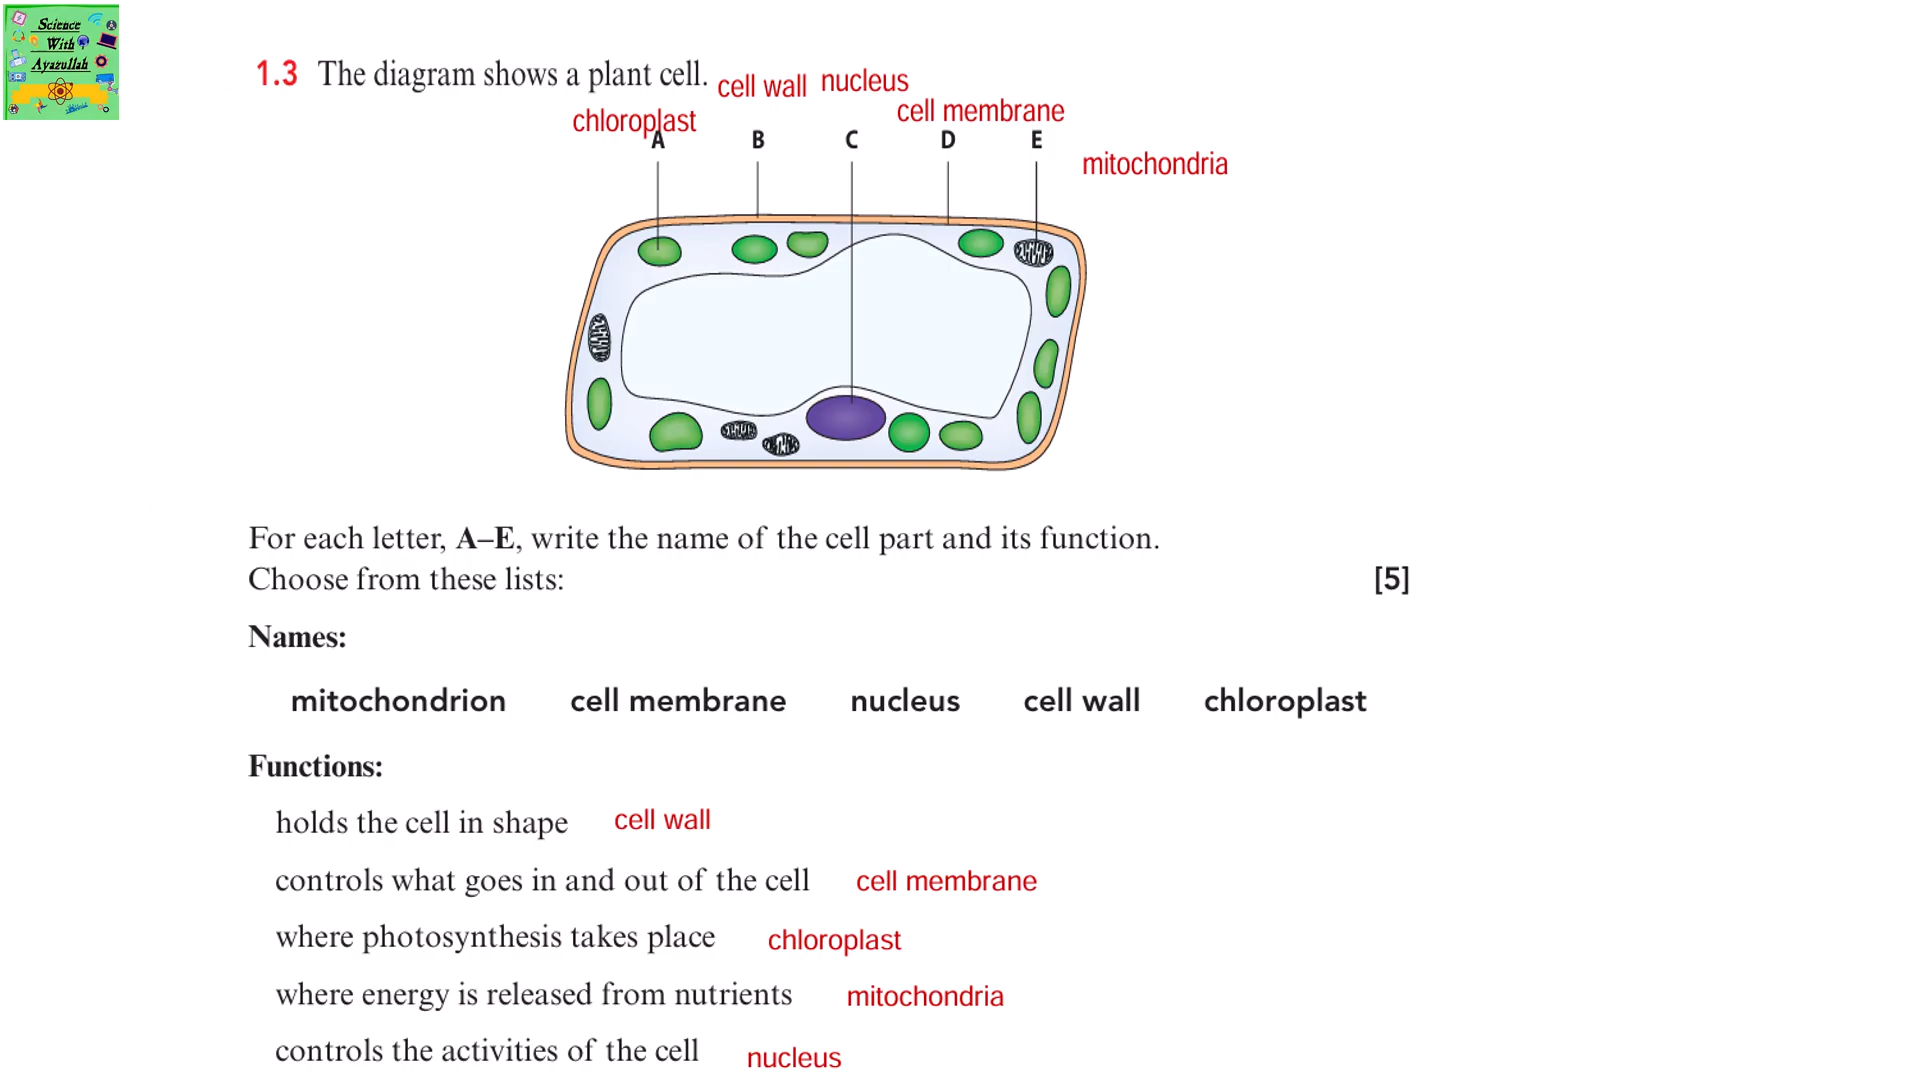 Science
With
Ayazullah
1.3 The diagram shows a plant cell. cell wall nucleus
chloroplast cell membrane
A B C D E
mitochondria
For each letter, A–E, write the name of the cell part and its function.
Choose from these lists: [5]
Names:
mitochondrion cell membrane nucleus cell wall chloroplast
Functions:
holds the cell in shape cell wall
controls what goes in and out of the cell cell membrane
where photosynthesis takes place chloroplast
where energy is released from nutrients mitochondria
controls the activities of the cell nucleus